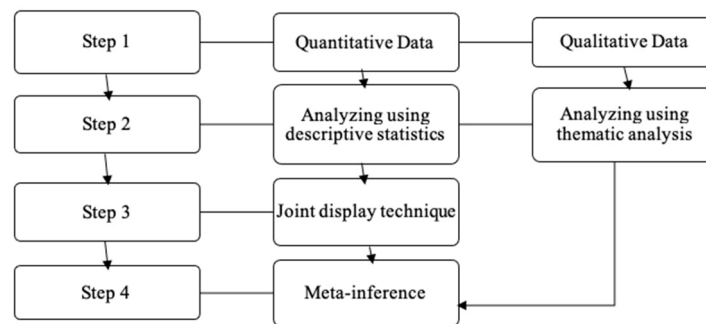 Step 1
Quantitative Data
Qualitative Data
Step 2
Analyzing using
descriptive statistics
Analyzing using
thematic analysis
Step 3
Joint display technique
Step 4
Meta-inference